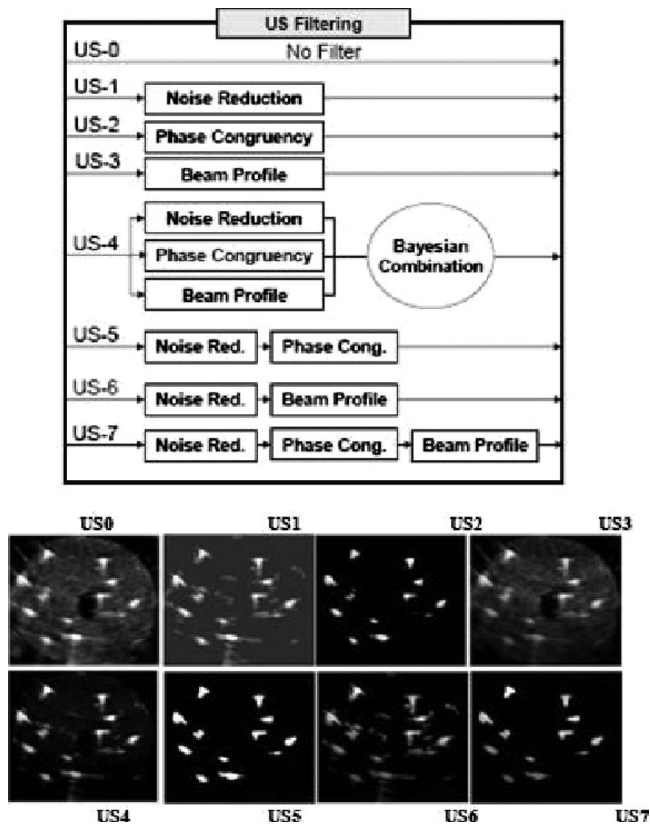 US Filtering
US-0 No Filter
US-1 Noise Reduction
US-2 Phase Congruency
US-3 Beam Profile
Noise Reduction
US-4 Phase Congruency Bayesian Combination
Beam Profile
US-5 Noise Red. Phase Cong.
US-6 Noise Red. Beam Profile
US-7 Noise Red. Phase Cong. Beam Profile
US0 US1 US2 US3
US4 US5 US6 US7